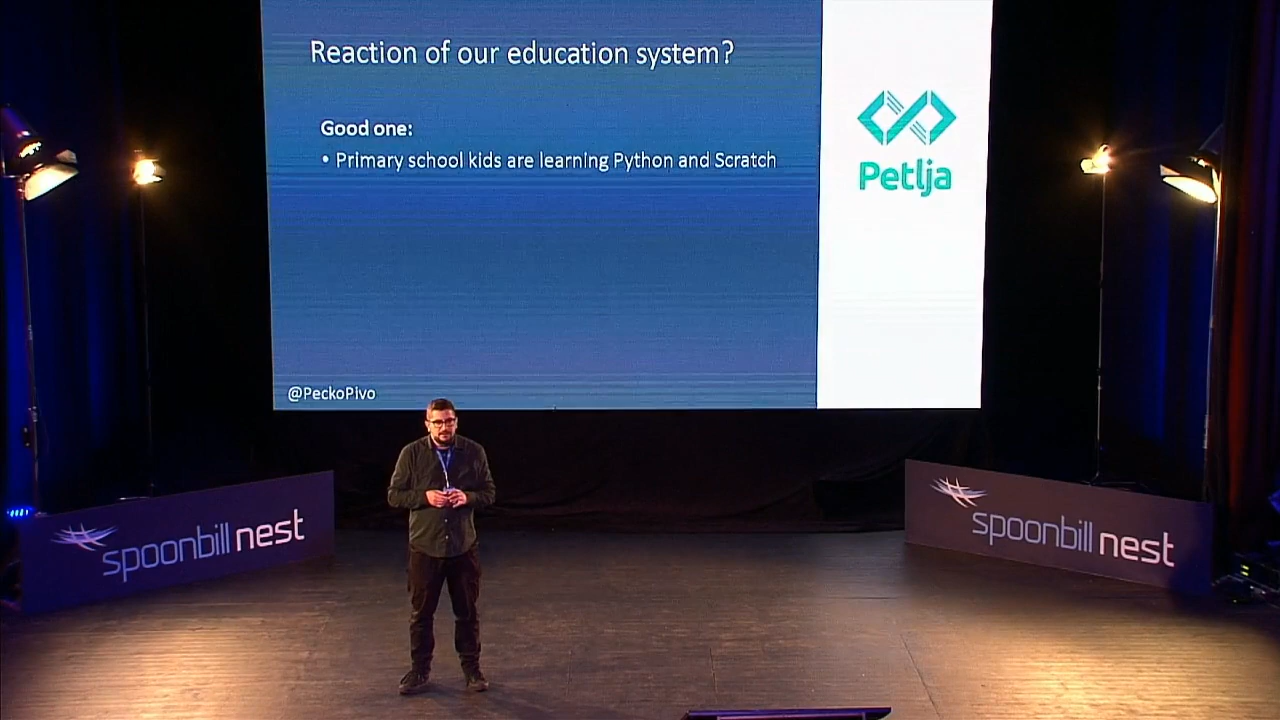 Reaction of our education system?
Good one:
• Primary school kids are learning Python and Scratch
Petlja
@PeckoPivo
spoonbill nest
spoonbill nest